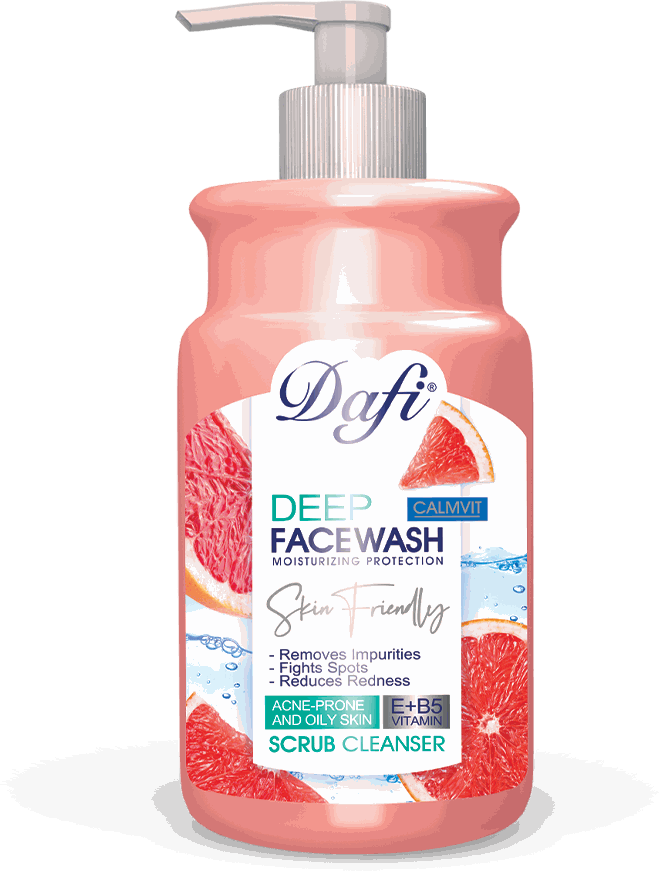 Dafi®
CALMVIT
DEEP
FACEWASH
MOISTURIZING PROTECTION
Skin Friendly
- Removes Impurities
- Fights Spots
- Reduces Redness
ACNE-PRONE
AND OILY SKIN
E+B5
VITAMIN
SCRUB CLEANSER